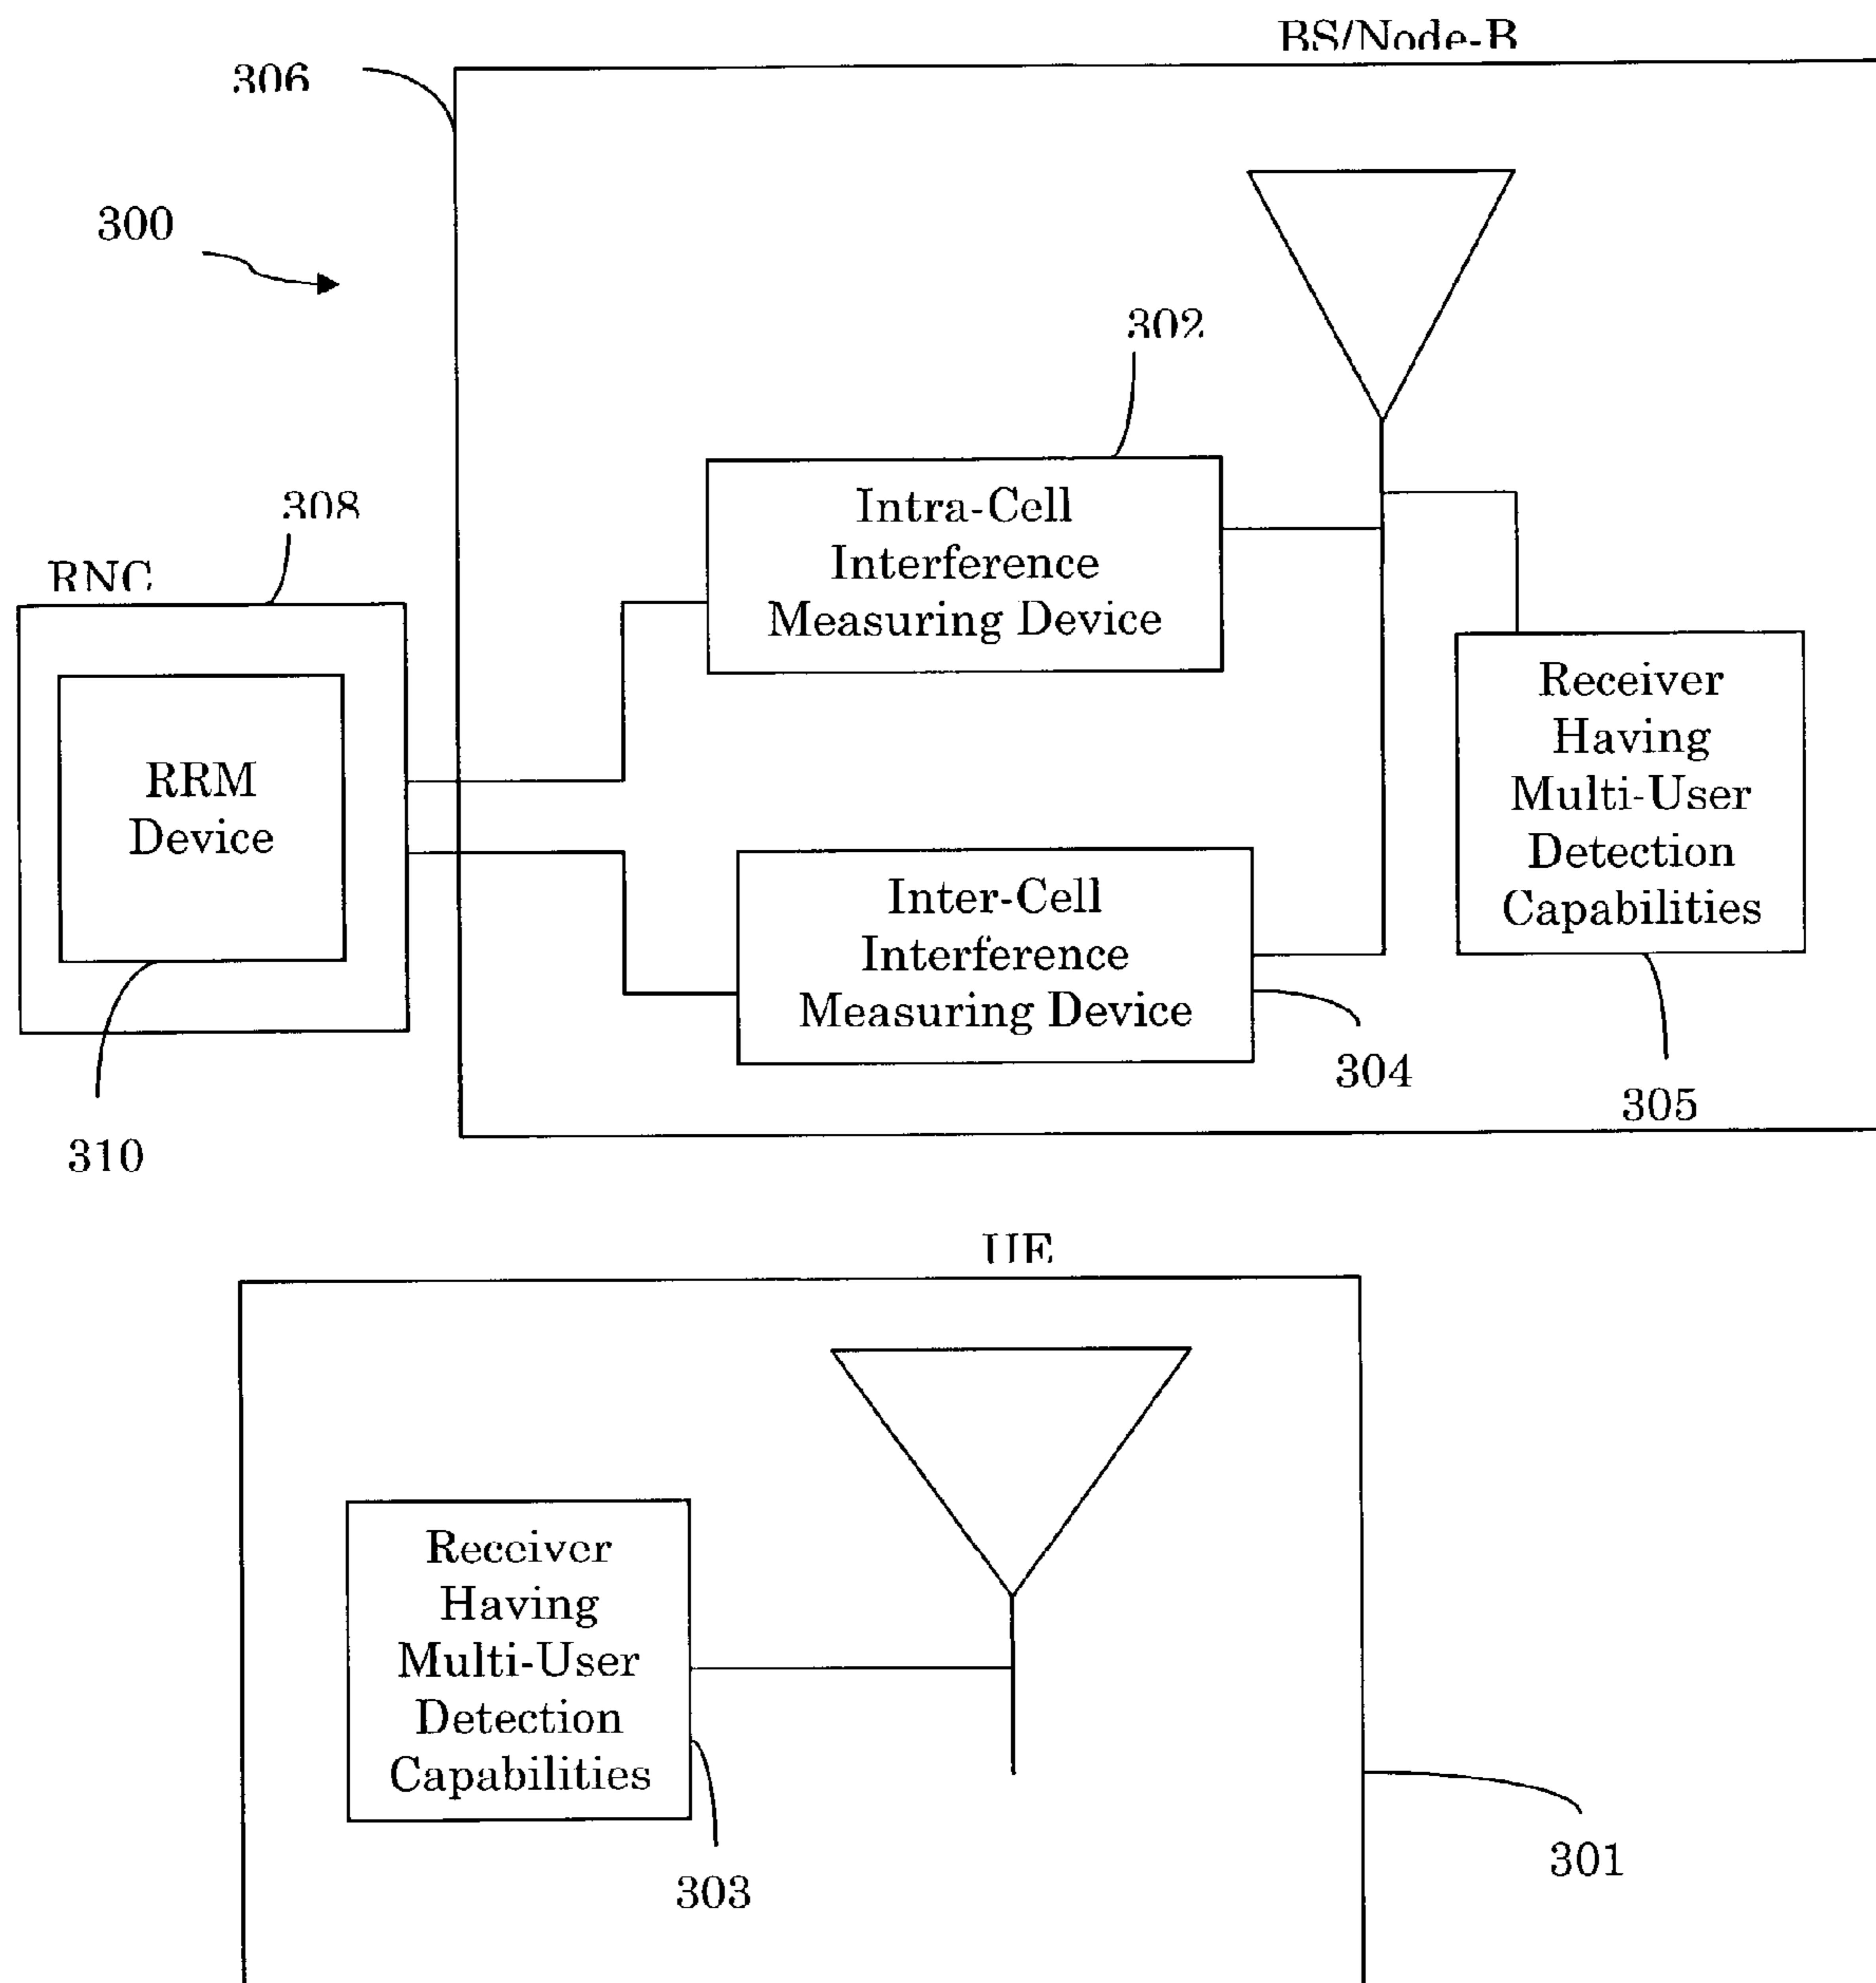 BS/Node-B
306
300
302
Intra-Cell
Interference
Measuring Device
308
RNC
RRM
Device
Receiver
Having
Multi-User
Detection
Capabilities
Inter-Cell
Interference
Measuring Device
304
305
310
UE
Receiver
Having
Multi-User
Detection
Capabilities
303
301